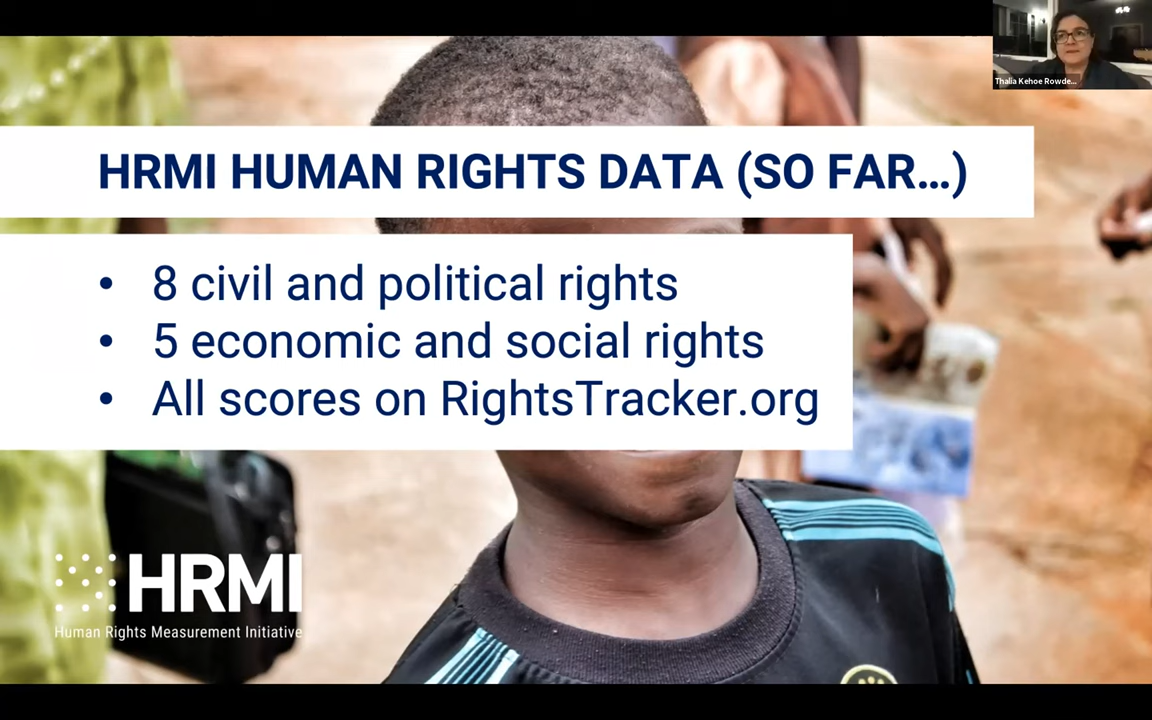 Thalia Kehoe Rowde...
HRMI HUMAN RIGHTS DATA (SO FAR...)
• 8 civil and political rights
• 5 economic and social rights
• All scores on RightsTracker.org
HRMI
Human Rights Measurement Initiative